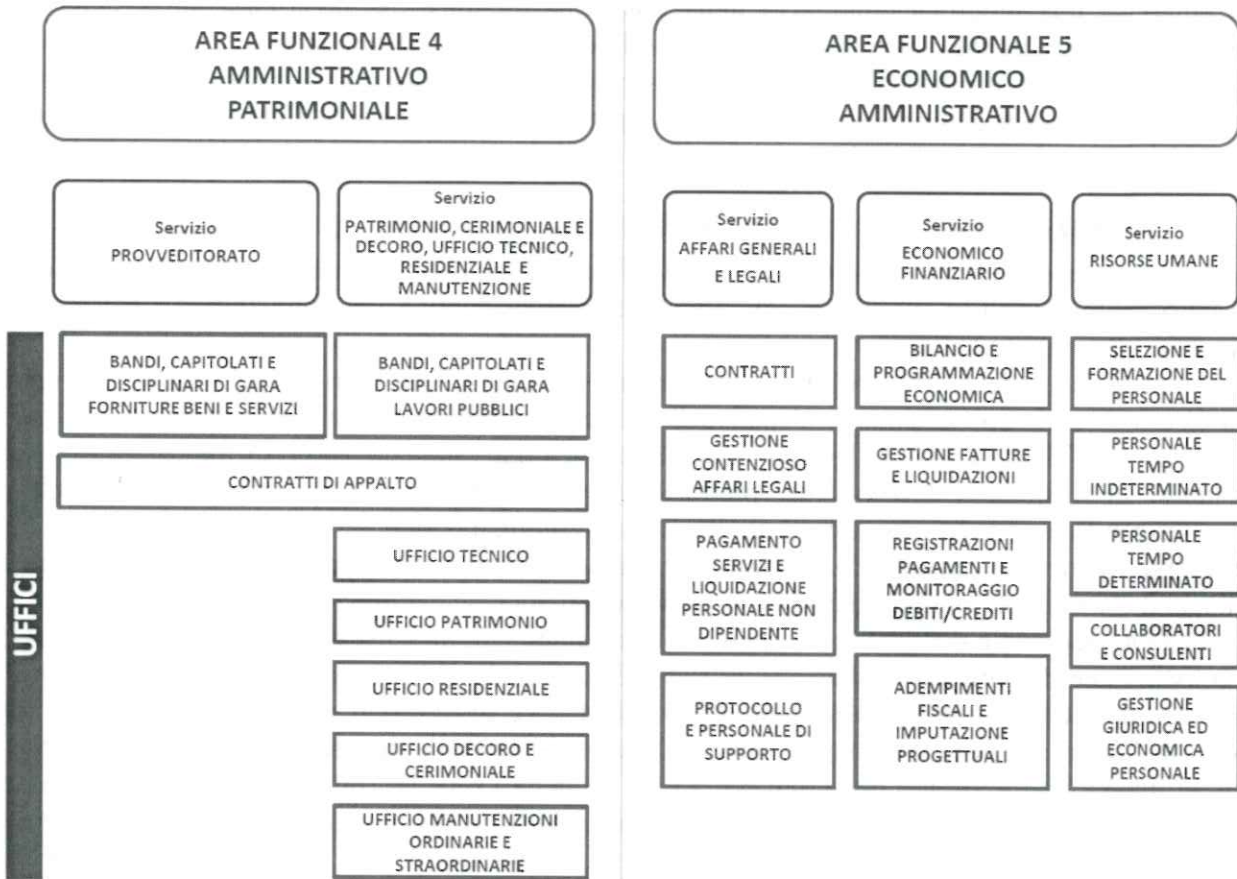 AREA FUNZIONALE 4
AMMINISTRATIVO
PATRIMONIALE
Servizio
PROVVEDITORATO
Servizio
PATRIMONIO, CERIMONIALE E
DECORO, UFFICIO TECNICO,
RESIDENZIALE E
MANUTENZIONE
UFFICI
BANDI, CAPITOLATI E
DISCIPLINARI DI GARA
FORNITURE BENI E SERVIZI
BANDI, CAPITOLATI E
DISCIPLINARI DI GARA
LAVORI PUBBLICI
CONTRATTI DI APPALTO
UFFICIO TECNICO
UFFICIO PATRIMONIO
UFFICIO RESIDENZIALE
UFFICIO DECORO E
CERIMONIALE
UFFICIO MANUTENZIONI
ORDINARIE E
STRAORDINARIE
AREA FUNZIONALE 5
ECONOMICO
AMMINISTRATIVO
Servizio
AFFARI GENERALI
E LEGALI
Servizio
ECONOMICO
FINANZIARIO
Servizio
RISORSE UMANE
CONTRATTI
GESTIONE
CONTENZIOSO
AFFARI LEGALI
PAGAMENTO
SERVIZI E
LIQUIDAZIONE
PERSONALE NON
DIPENDENTE
PROTOCOLLO
E PERSONALE DI
SUPPORTO
BILANCIO E
PROGRAMMAZIONE
ECONOMICA
GESTIONE FATTURE
E LIQUIDAZIONI
REGISTRAZIONI
PAGAMENTI E
MONITORAGGIO
DEBITI/CREDITI
ADEMPIMENTI
FISCALI E
IMPUTAZIONE
PROGETTUALI
SELEZIONE E
FORMAZIONE DEL
PERSONALE
PERSONALE
TEMPO
INDETERMINATO
PERSONALE
TEMPO
DETERMINATO
COLLABORATORI
E CONSULENTI
GESTIONE
GIURIDICA ED
ECONOMICA
PERSONALE